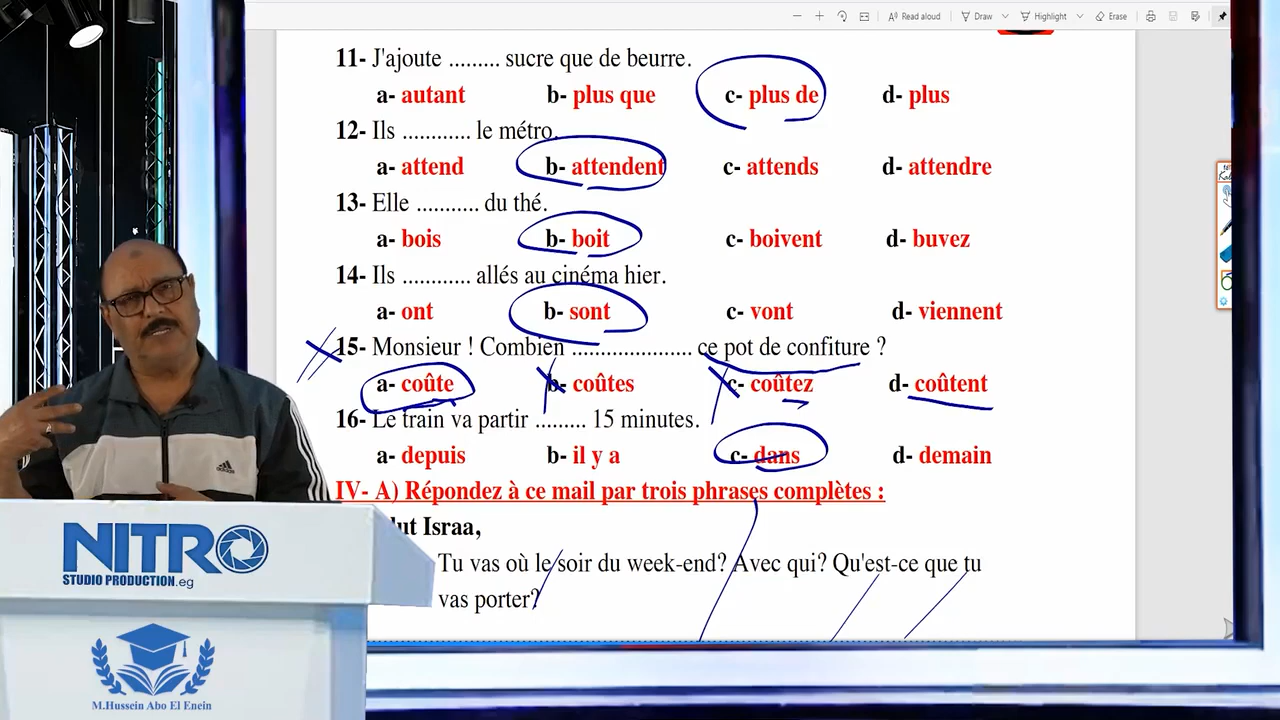 Read aloud
Draw
Highlight
Erase
11- J'ajoute ......... sucre que de beurre.
a- autant b- plus que c- plus de d- plus
12- Ils ............ le métro.
a- attend b- attendent c- attends d- attendre
13- Elle ........... du thé.
a- bois b- boit c- boivent d- buvez
14- Ils ............ allés au cinéma hier.
a- ont b- sont c- vont d- viennent
15- Monsieur ! Combien ..................... ce pot de confiture ?
a- coûte b- coûtes c- coûtez d- coûtent
16- Le train va partir ......... 15 minutes.
a- depuis b- il y a c- dans d- demain
IV- A) Répondez à ce mail par trois phrases complètes :
lut Israa,
Tu vas où le soir du week-end? Avec qui? Qu'est-ce que tu
vas porter?
adidas
NITRO
STUDIO PRODUCTION.eg
M.Hussein Abo El Enein